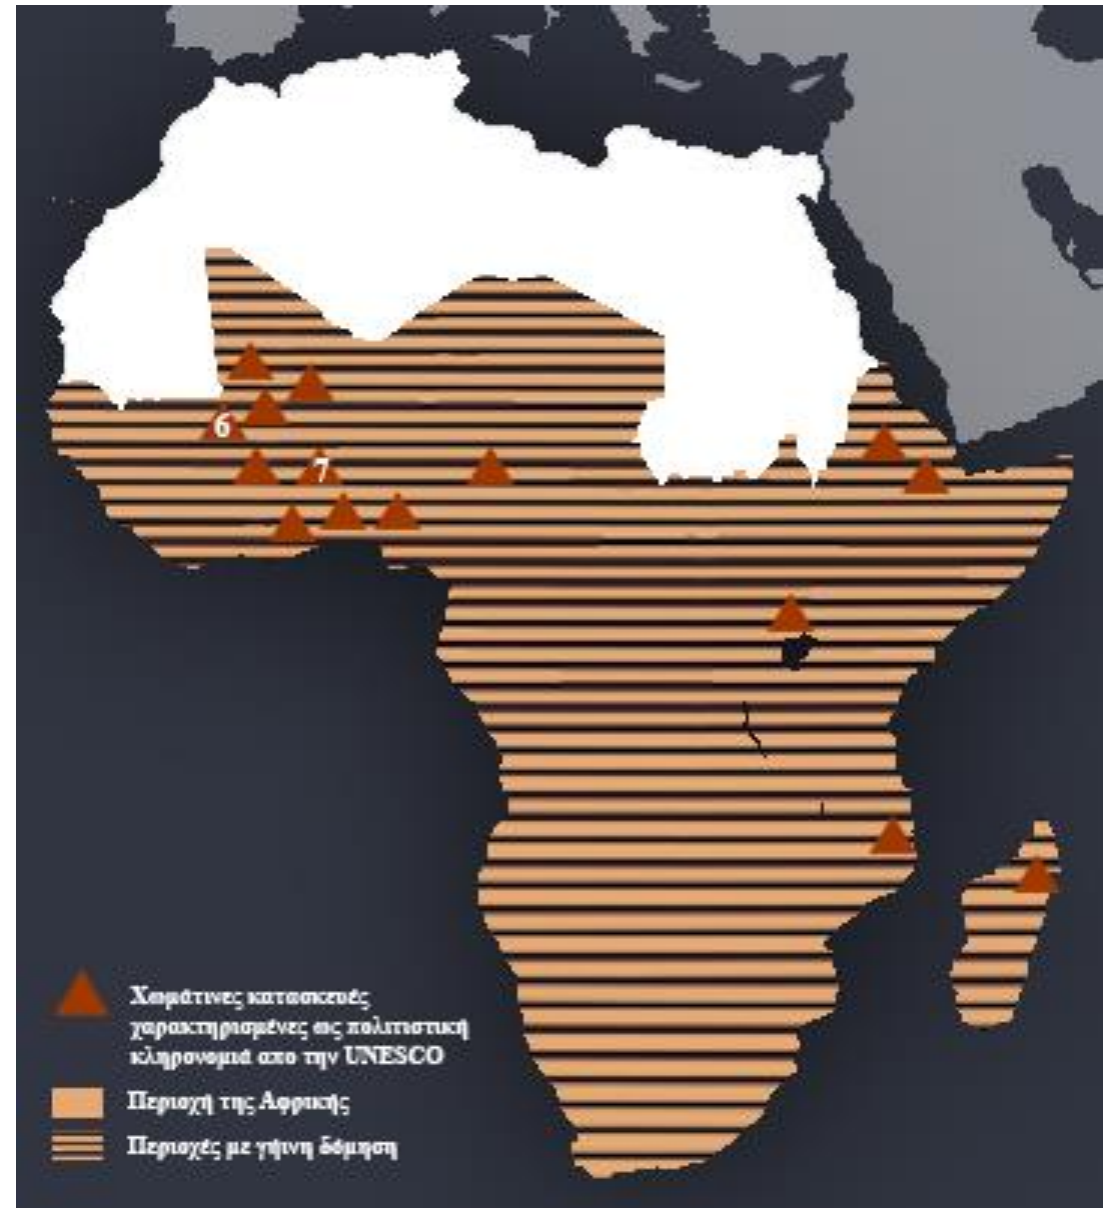 6
7
Χωμάτινες κατασκευές
χαρακτηρισμένες ως πολιτιστική
κληρονομιά απο την UNESCO
Περιοχή της Αφρικής
Περιοχές με γήινη δόμηση